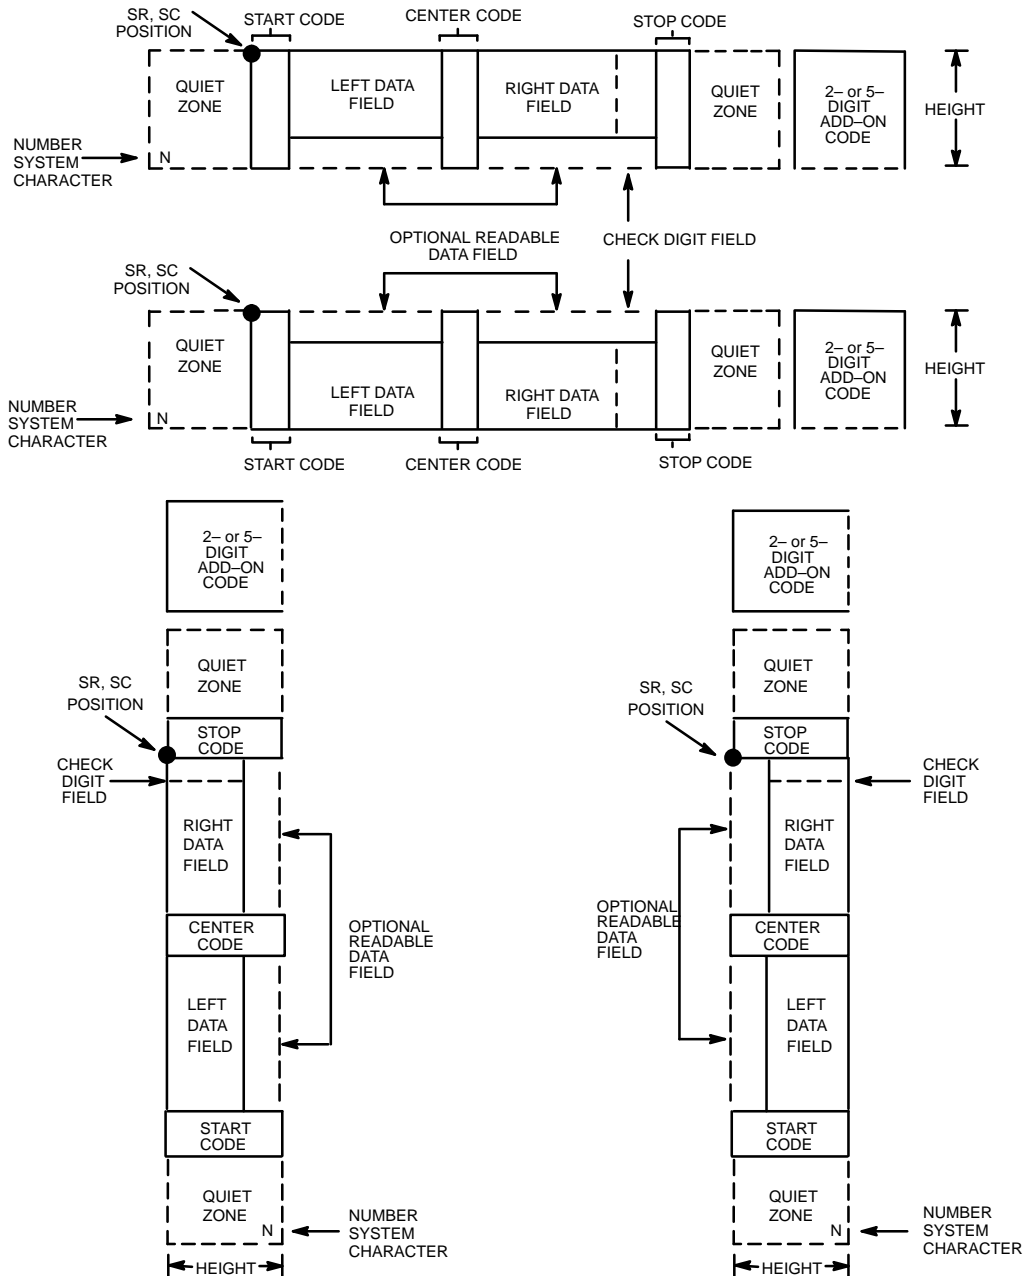 SR, SC
POSITION
START CODE
CENTER CODE
STOP CODE
QUIET
ZONE
LEFT DATA
FIELD
RIGHT DATA
FIELD
QUIET
ZONE
2– or 5–
DIGIT
ADD–ON
CODE
HEIGHT
NUMBER
SYSTEM
CHARACTER
N
OPTIONAL READABLE
DATA FIELD
CHECK DIGIT FIELD
SR, SC
POSITION
QUIET
ZONE
LEFT DATA
FIELD
RIGHT DATA
FIELD
QUIET
ZONE
2– or 5–
DIGIT
ADD–ON
CODE
HEIGHT
NUMBER
SYSTEM
CHARACTER
N
START CODE
CENTER CODE
STOP CODE
2– or 5–
DIGIT
ADD–ON
CODE
QUIET
ZONE
SR, SC
POSITION
STOP
CODE
CHECK
DIGIT
FIELD
RIGHT
DATA
FIELD
CENTER
CODE
OPTIONAL
READABLE
DATA
FIELD
LEFT
DATA
FIELD
START
CODE
QUIET
ZONE
N
NUMBER
SYSTEM
CHARACTER
HEIGHT
2– or 5–
DIGIT
ADD–ON
CODE
QUIET
ZONE
SR, SC
POSITION
STOP
CODE
CHECK
DIGIT
FIELD
RIGHT
DATA
FIELD
OPTIONAL
READABLE
DATA
FIELD
CENTER
CODE
LEFT
DATA
FIELD
START
CODE
QUIET
ZONE
N
NUMBER
SYSTEM
CHARACTER
HEIGHT